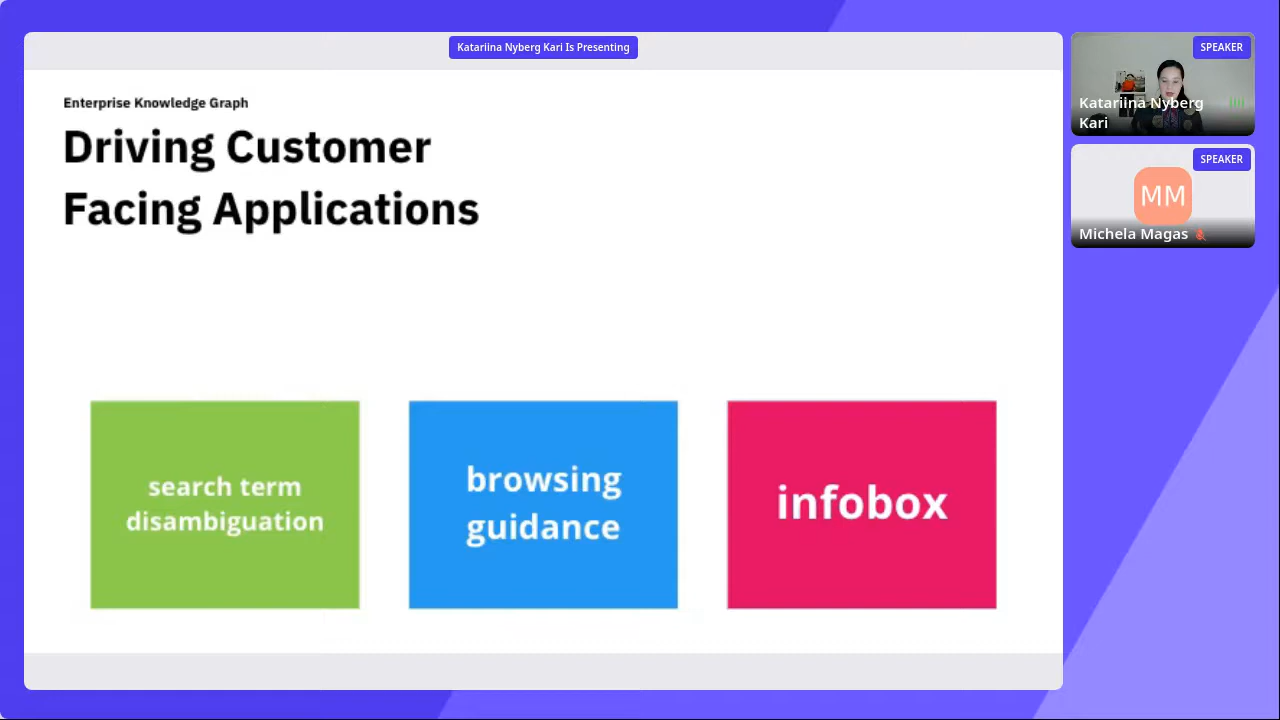 Katariina Nyberg Kari Is Presenting
Enterprise Knowledge Graph
Driving Customer
Facing Applications
search term
disambiguation
browsing
guidance
infobox
SPEAKER
Katariina Nyberg
Kari
SPEAKER
MM
Michela Magas